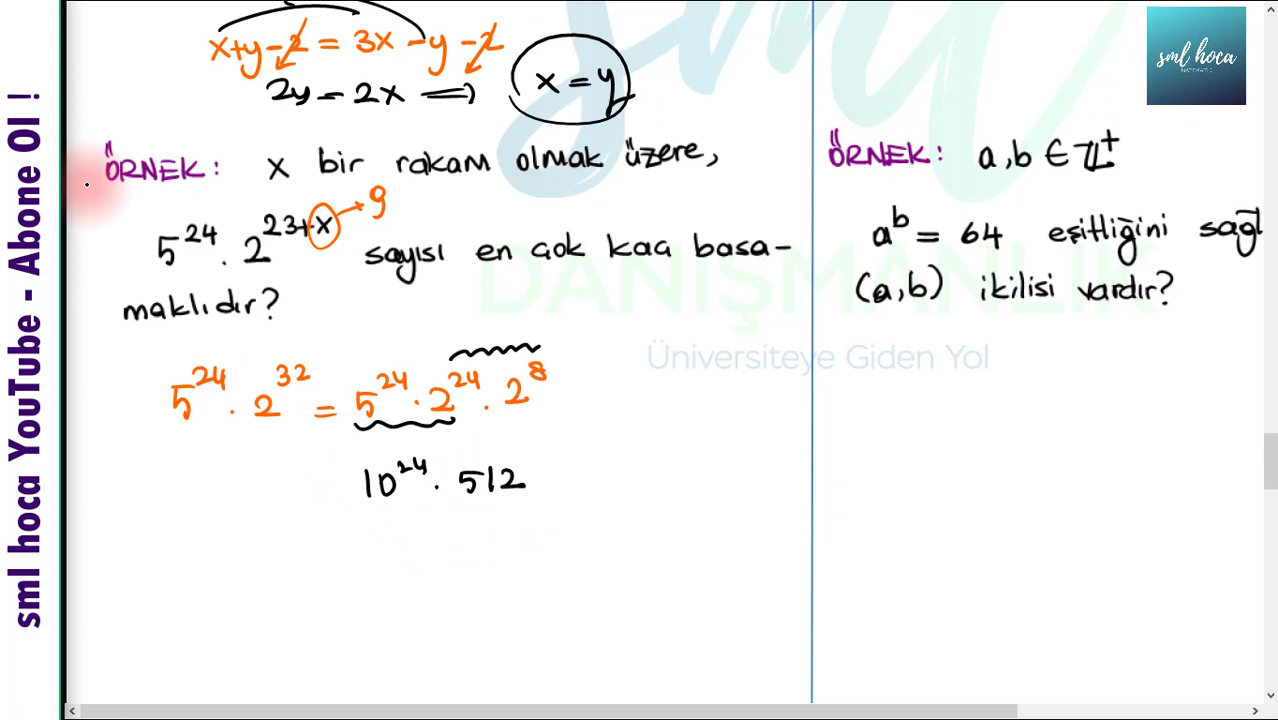 sml hoca YouTube - Abone Ol !
sml hoca
MATEMATİK
x+y-2 = 3x-y-2
2y = 2x ⟹ x = y
ÖRNEK: x bir rakam olmak üzere,
5^24 . 2^23+x → 9 sayısı en çok kaç basa-
maklıdır?
5^24 . 2^32 = 5^24 . 2^24 . 2^8
10^24 . 512
ÖRNEK: a,b ∈ ℤ^+
a^b = 64 eşitliğini sağl
(a,b) ikilisi vardır?
DANIŞMANLIK
Üniversiteye Giden Yol